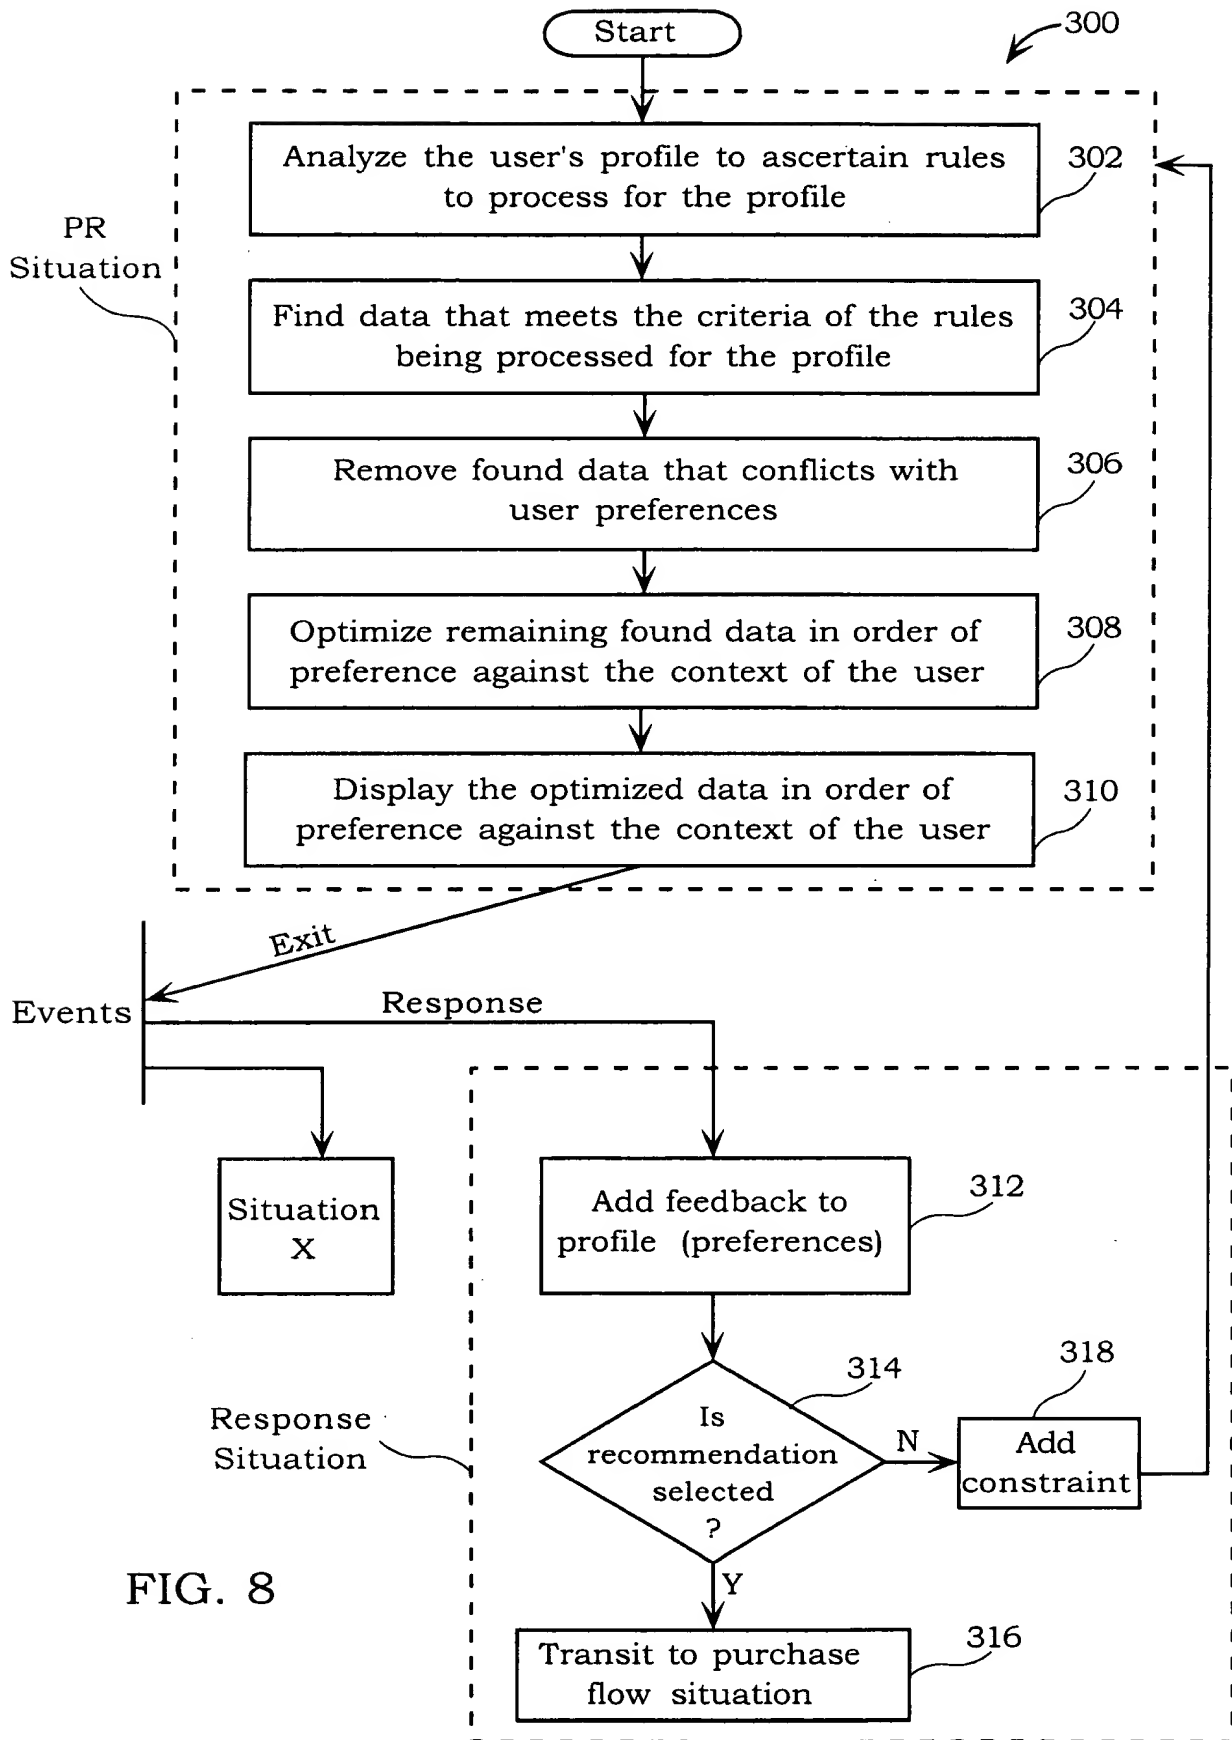 Start
300
Analyze the user's profile to ascertain rules
to process for the profile
302
PR
Situation
Find data that meets the criteria of the rules
being processed for the profile
304
Remove found data that conflicts with
user preferences
306
Optimize remaining found data in order of
preference against the context of the user
308
Display the optimized data in order of
preference against the context of the user
310
Exit
Events
Response
Situation
X
Add feedback to
profile (preferences)
312
Response
Situation
Is
recommendation
selected
?
314
N
Add
constraint
318
Y
Transit to purchase
flow situation
316
FIG. 8